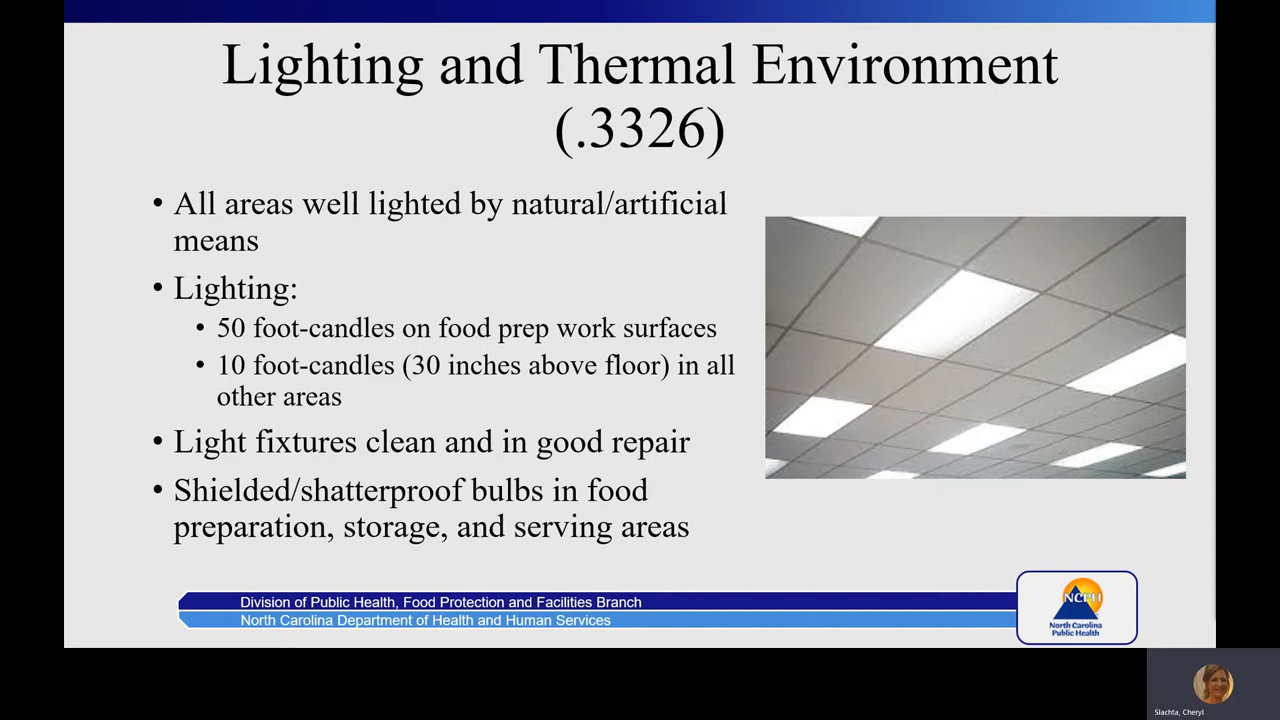 Lighting and Thermal Environment
(.3326)
• All areas well lighted by natural/artificial
means
• Lighting:
• 50 foot-candles on food prep work surfaces
• 10 foot-candles (30 inches above floor) in all
other areas
• Light fixtures clean and in good repair
• Shielded/shatterproof bulbs in food
preparation, storage, and serving areas
Division of Public Health, Food Protection and Facilities Branch
North Carolina Department of Health and Human Services
NCPH
North Carolina
Public Health
Slachta, Cheryl